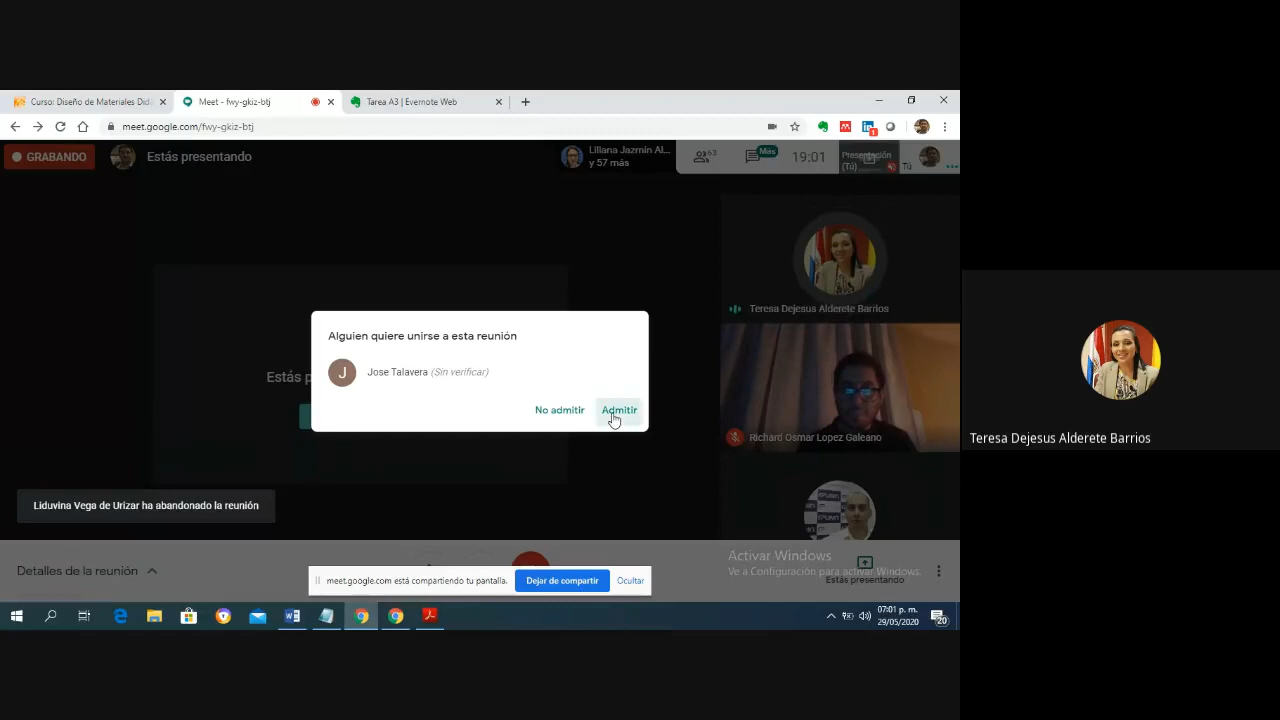 Curso: Diseño de Materiales Did
Meet - fwy-gkiz-btj
Tarea A3 | Evernote Web
meet.google.com/fwy-gkiz-btj
GRABANDO
Estás presentando
Liliana Jazmín Al...
y 57 más
63
Más
19:01
Presentación
(Tú)
Tú
Teresa Dejesus Alderete Barrios
Alguien quiere unirse a esta reunión
J
Jose Talavera (Sin verificar)
No admitir
Admitir
Estás p
Richard Osmar Lopez Galeano
Teresa Dejesus Alderete Barrios
Liduvina Vega de Urizar ha abandonado la reunión
Activar Windows
Ve a Configuración para activar Windows.
Detalles de la reunión
Estás presentando
meet.google.com está compartiendo tu pantalla.
Dejar de compartir
Ocultar
07:01 p. m.
29/05/2020
20